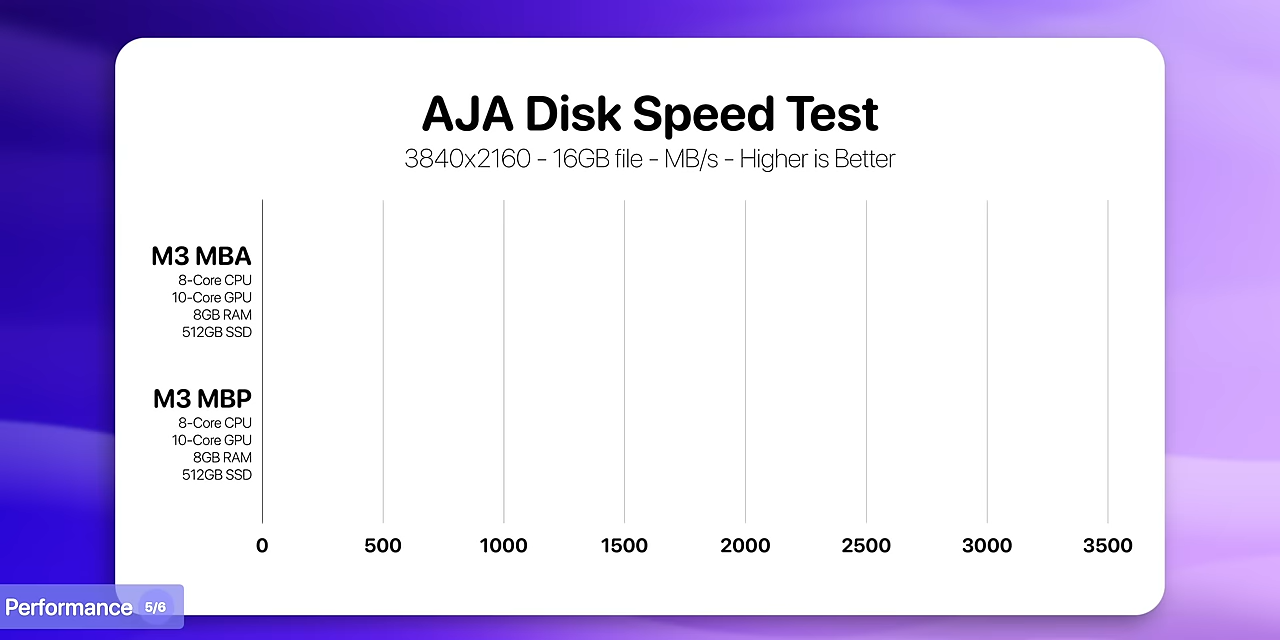 AJA Disk Speed Test
3840x2160 - 16GB file - MB/s - Higher is Better
M3 MBA
8-Core CPU
10-Core GPU
8GB RAM
512GB SSD
M3 MBP
8-Core CPU
10-Core GPU
8GB RAM
512GB SSD
0 500 1000 1500 2000 2500 3000 3500
Performance 5/6